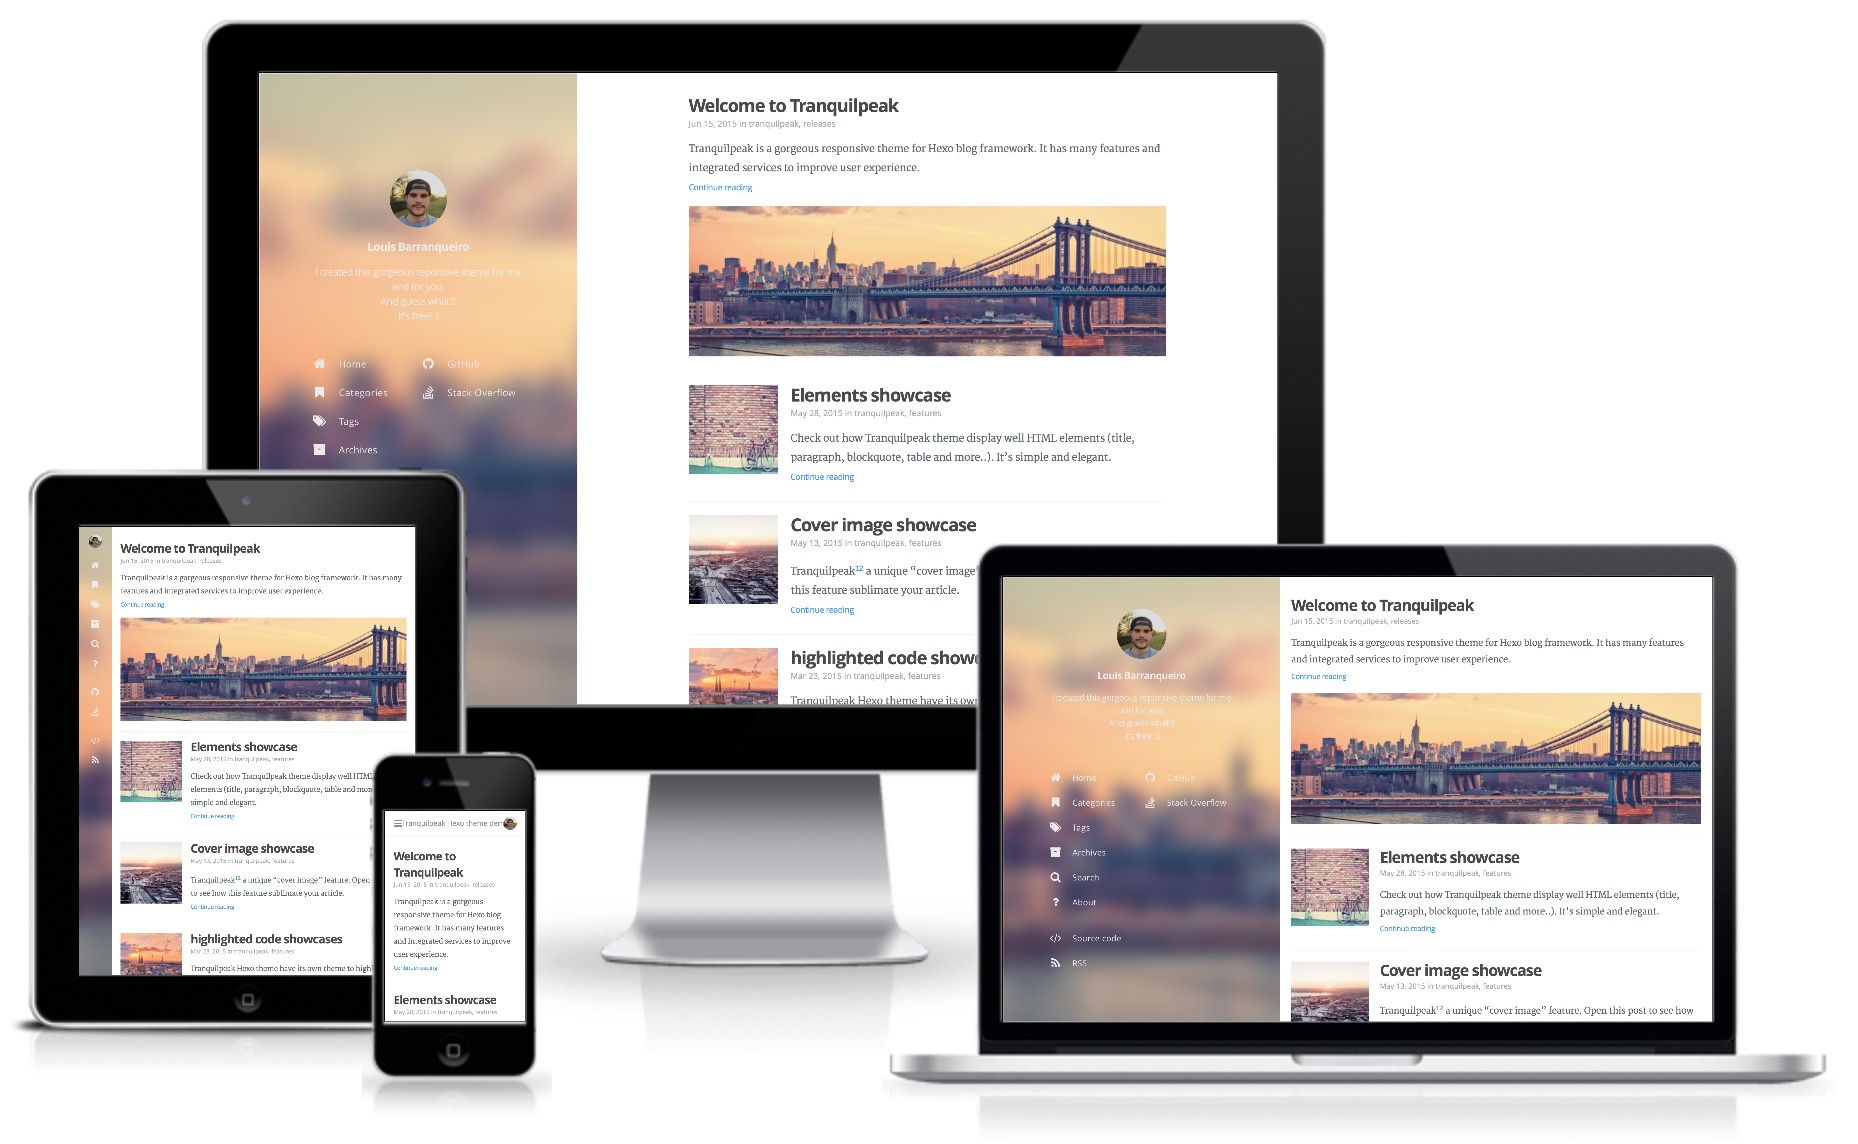 Louis Barranqueiro
I created this gorgeous reponsive theme for me
and for you.
And guess what?!
It's free! :)
Home
GitHub
Categories
Stack Overflow
Tags
Archives
Welcome to Tranquilpeak
Jun 15, 2015 in tranquilpeak, releases
Tranquilpeak is a gorgeous responsive theme for Hexo blog framework. It has many features and
integrated services to improve user experience.
Continue reading
Elements showcase
May 28, 2015 in tranquilpeak, features
Check out how Tranquilpeak theme display well HTML elements (title,
paragraph, blockquote, table and more..). It's simple and elegant.
Continue reading
Cover image showcase
May 13, 2015 in tranquilpeak, features
Tranquilpeak12 a unique "cover image"
this feature sublimate your article.
Continue reading
highlighted code show
Mar 23, 2015 in tranquilpeak, features
Tranquilpeak Hexo theme have its own
Welcome to Tranquilpeak
Jun 15, 2015 in tranquilpeak, releases
Tranquilpeak is a gorgeous responsive theme for Hexo blog framework. It has many
features and integrated services to improve user experience.
Continue reading
Elements showcase
May 28, 2015 in tranquilpeak, features
Check out how Tranquilpeak theme display well HTML
elements (title, paragraph, blockquote, table and mor
simple and elegant.
Continue reading
Cover image showcase
May 13, 2015 in tranquilpeak, features
Tranquilpeak12 a unique "cover image" feature. Open
to see how this feature sublimate your article.
Continue reading
highlighted code showcases
Mar 23, 2015 in tranquilpeak, features
Tranquilpeak Hexo theme have its own theme to highl
Tranquilpeak Hexo theme dem
Welcome to
Tranquilpeak
Jun 15, 2015 in tranquilpeak, releases
Tranquilpeak is a gorgeous
responsive theme for Hexo blog
framework. It has many features
and integrated services to improve
user experience.
Continue reading
Elements showcase
May 28, 2015 in tranquilpeak, features
Louis Barranqueiro
I created this gorgeous reponsive theme for me
and for you.
And guess what?!
It's free! :)
Home
GitHub
Categories
Stack Overflow
Tags
Archives
Search
About
Source code
RSS
Welcome to Tranquilpeak
Jun 15, 2015 in tranquilpeak, releases
Tranquilpeak is a gorgeous responsive theme for Hexo blog framework. It has many features
and integrated services to improve user experience.
Continue reading
Elements showcase
May 28, 2015 in tranquilpeak, features
Check out how Tranquilpeak theme display well HTML elements (title,
paragraph, blockquote, table and more..). It's simple and elegant.
Continue reading
Cover image showcase
May 13, 2015 in tranquilpeak, features
Tranquilpeak12 a unique "cover image" feature. Open this post to see how